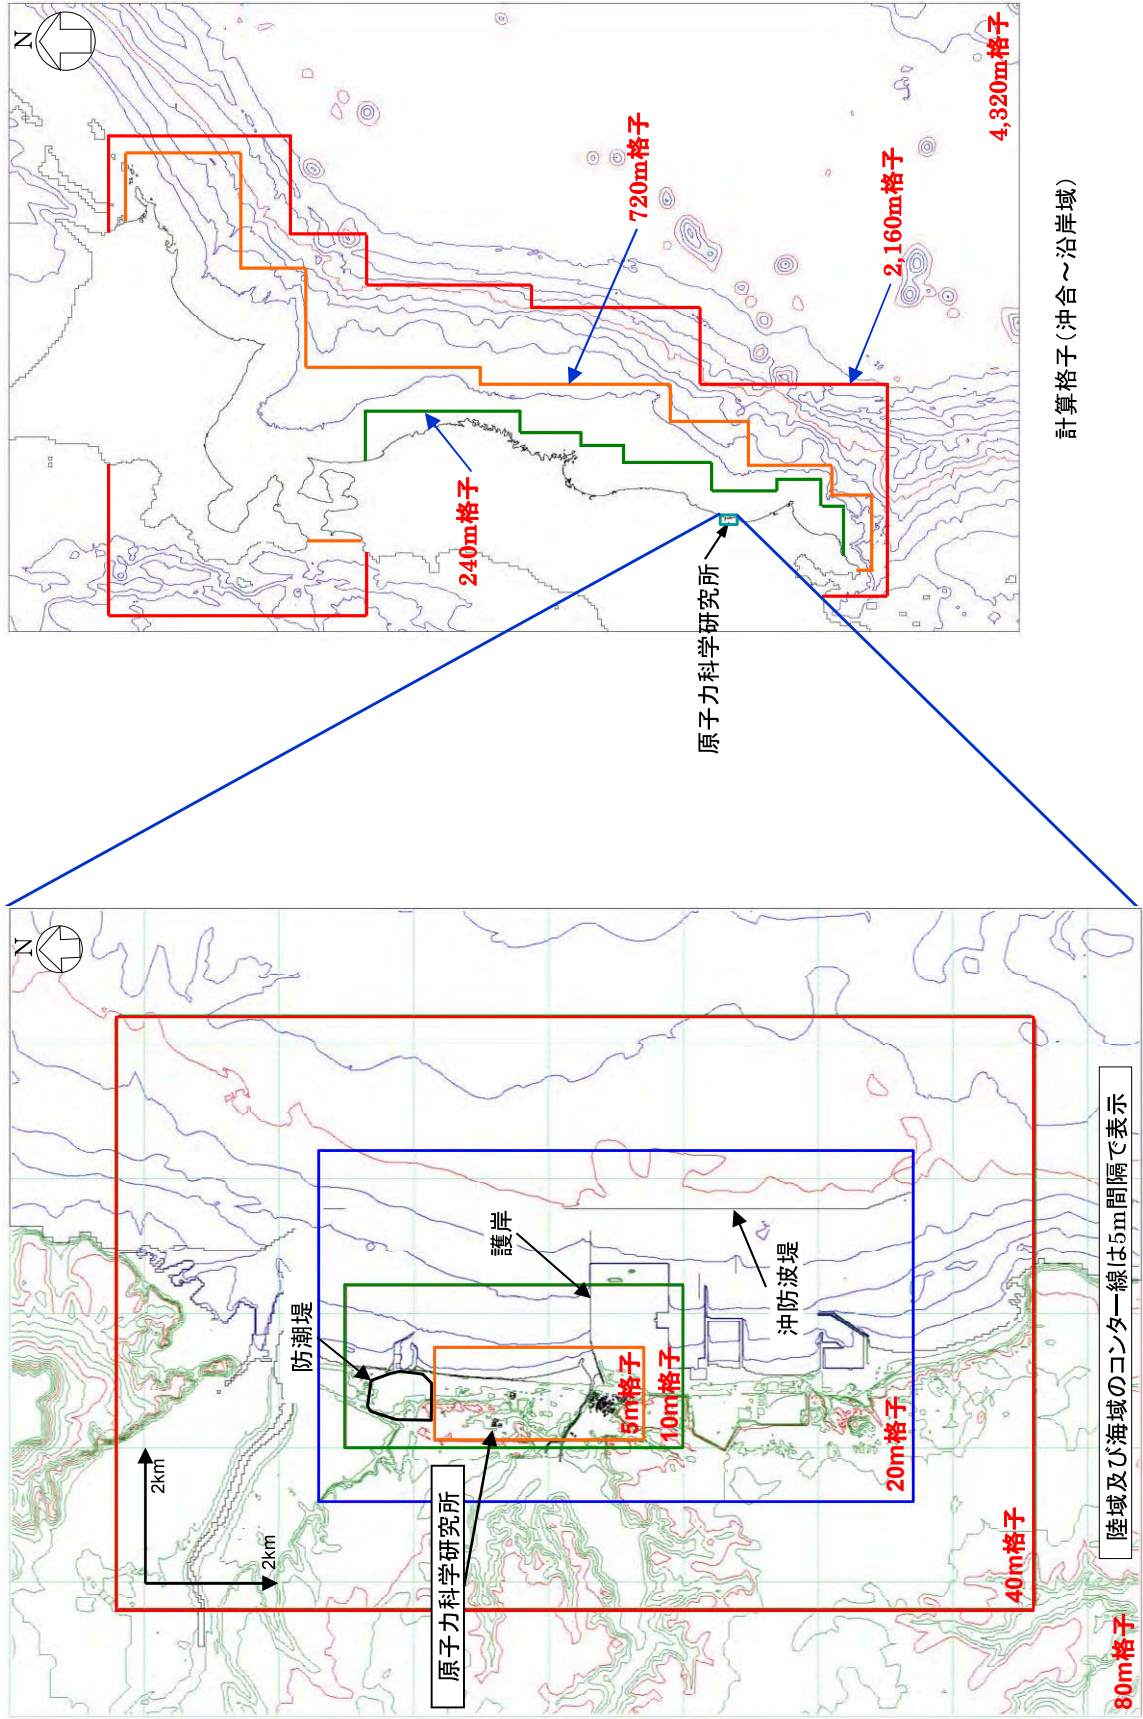 N
4,320m格子
720m格子
2,160m格子
240m格子
原子力科学研究所
計算格子(沖合～沿岸域)
N
2km
2km
防潮堤
護岸
沖防波堤
原子力科学研究所
5m格子
10m格子
20m格子
40m格子
80m格子
陸域及び海域のコンター線は5m間隔で表示